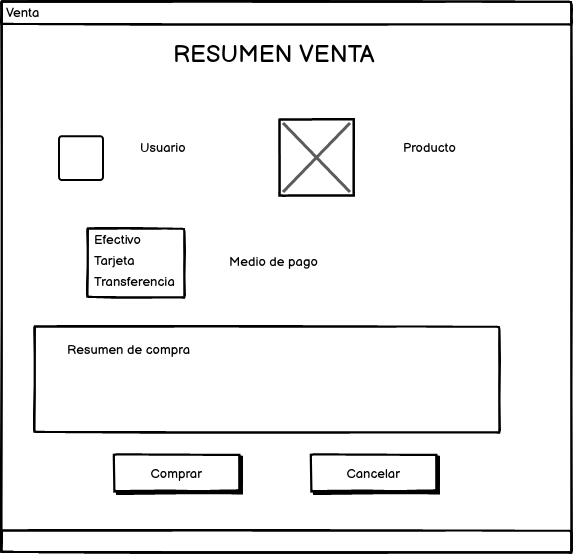 Venta
RESUMEN VENTA
Usuario
Producto
Efectivo
Tarjeta
Transferencia
Medio de pago
Resumen de compra
Comprar
Cancelar